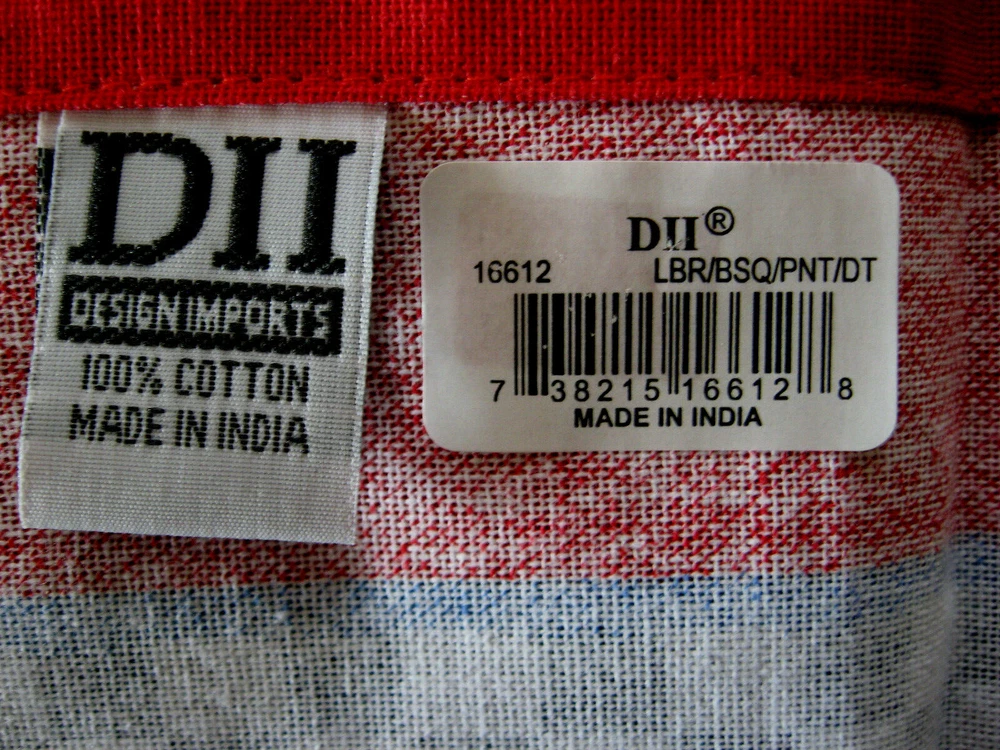 DII
DESIGN IMPORTS
100% COTTON
MADE IN INDIA
DII®
16612 LBR/BSQ/PNT/DT
7 38215 16612 8
MADE IN INDIA